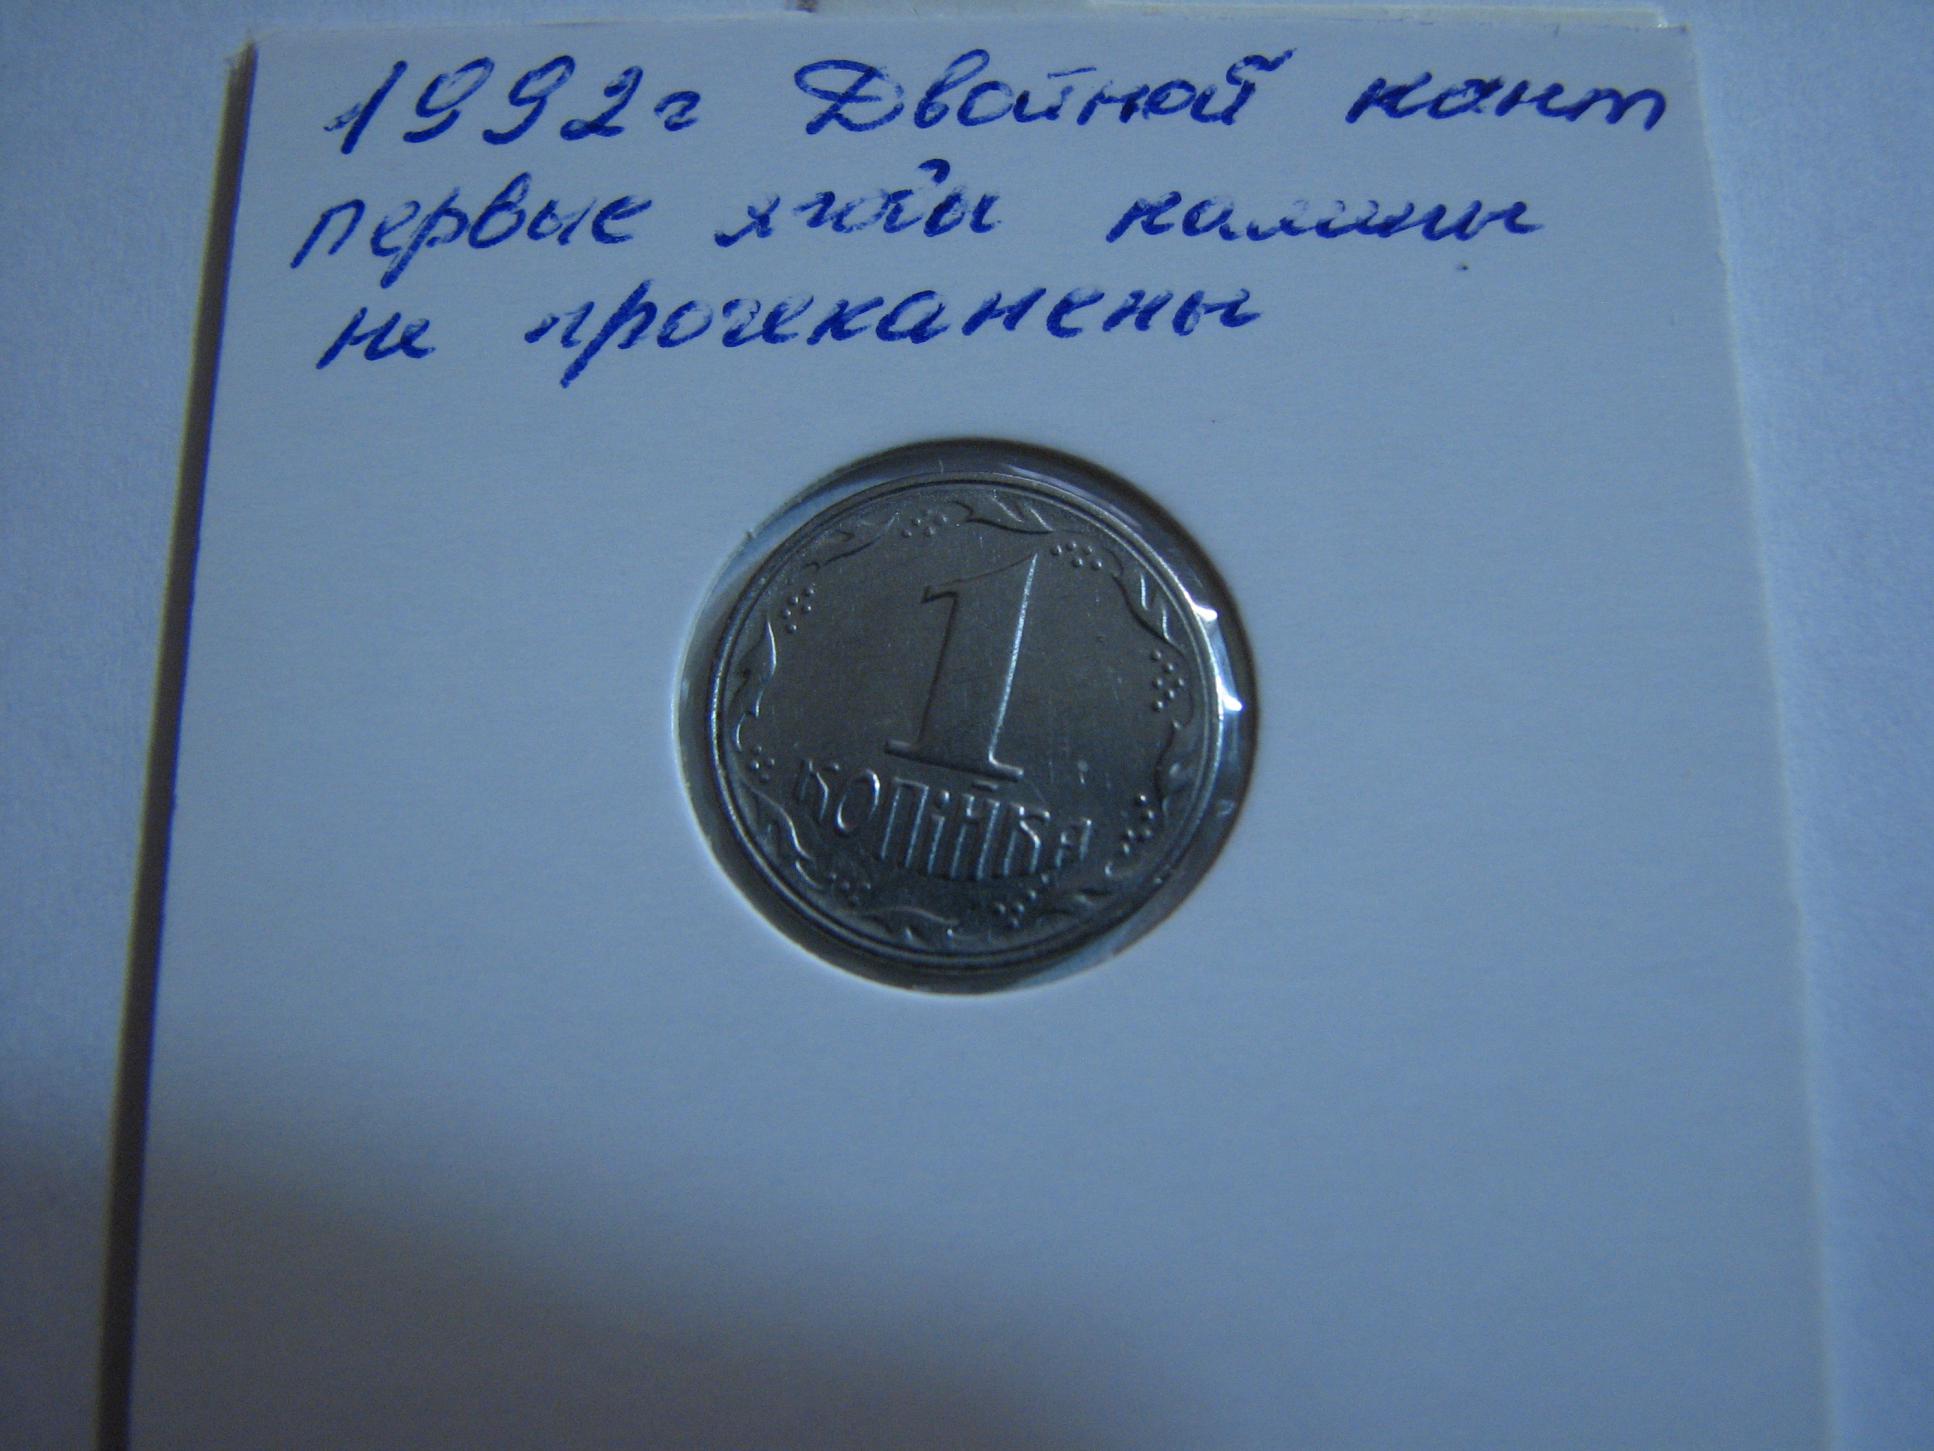 1992г Двойной кант
первые ягоды калины
не прочеканены
1
КОПІЙКА